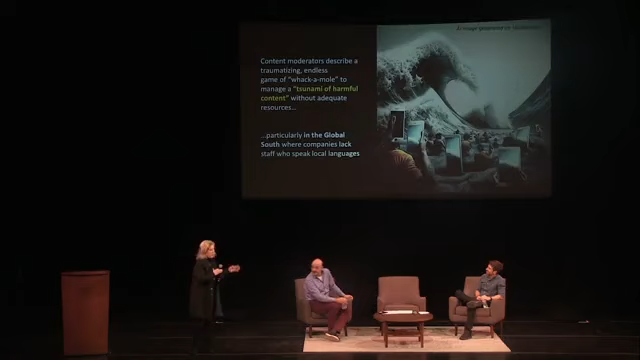 Content moderators describe a
traumatizing, endless
game of "whack-a-mole" to
manage a "tsunami of harmful
content" without adequate
resources...
...particularly in the Global
South where companies lack
staff who speak local languages